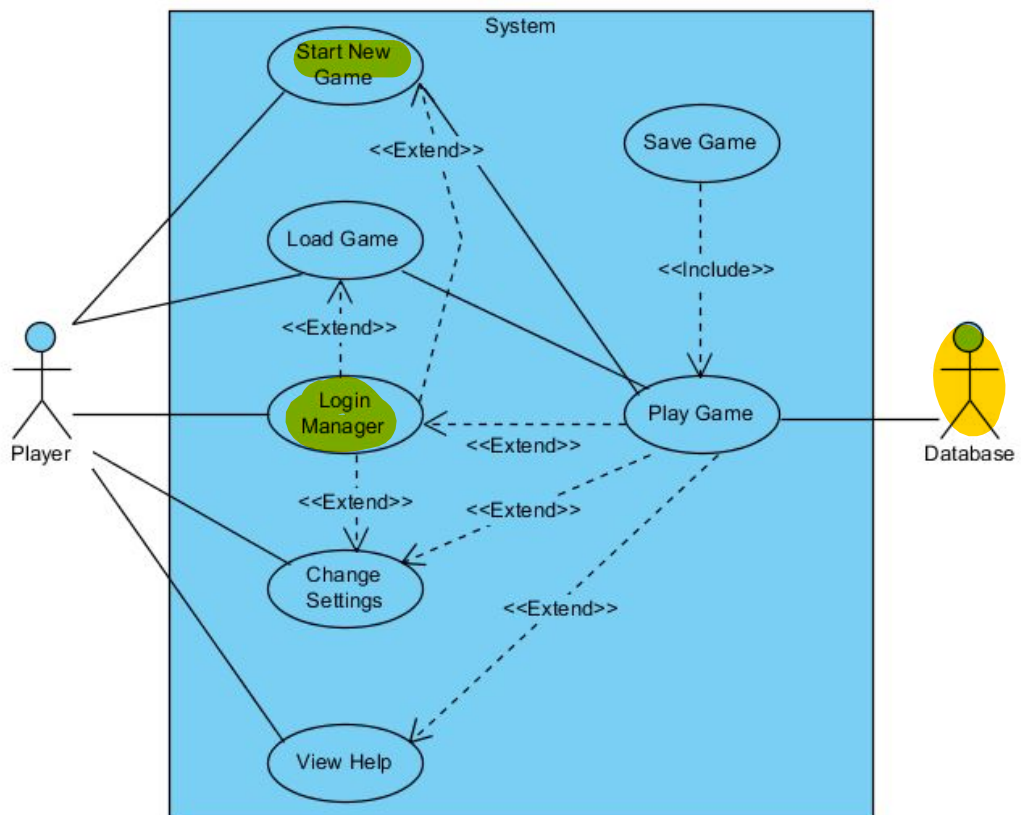 System
Start New
Game
<<Extend>>
Save Game
Load Game
<<Include>>
<<Extend>>
Login
Manager
Play Game
<<Extend>>
Player
Database
<<Extend>>
<<Extend>>
Change
Settings
<<Extend>>
View Help